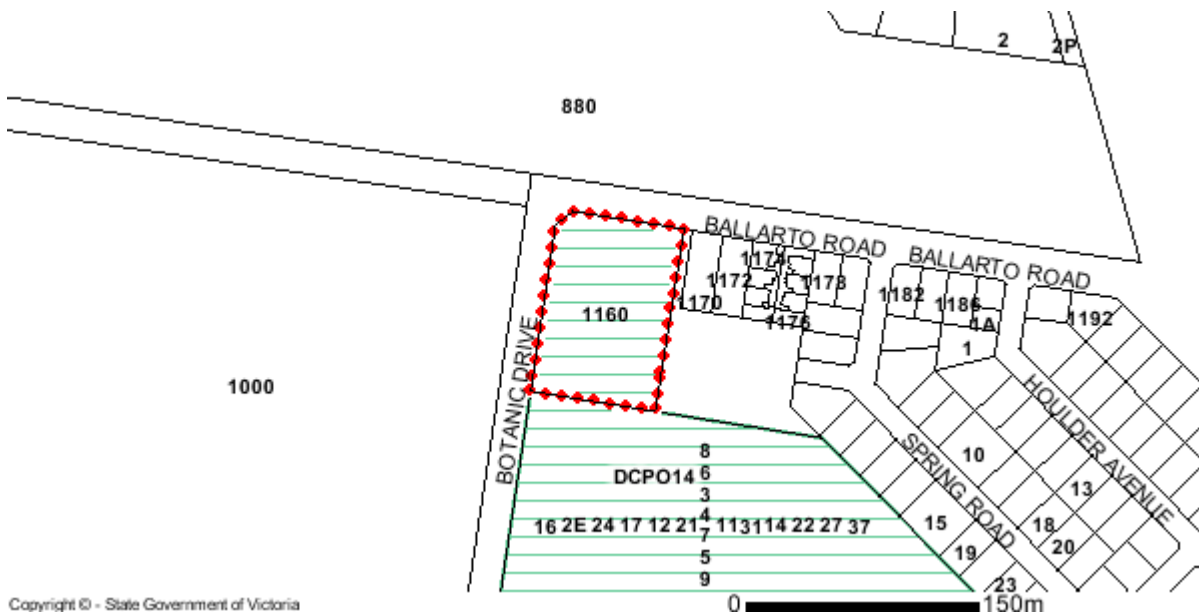 2
2P
880
BALLARTO ROAD
BALLARTO ROAD
1174
1172
1178
1170
1176
1182
1186
1A
1
1192
1160
BOTANIC DRIVE
1000
HOULDER AVENUE
SPRING ROAD
10
13
8
DCPO14 6
3
4
16 2E 24 17 12 21 11 31 14 22 27 37
7
5
9
15
18
19
20
23
Copyright © - State Government of Victoria
0 150m